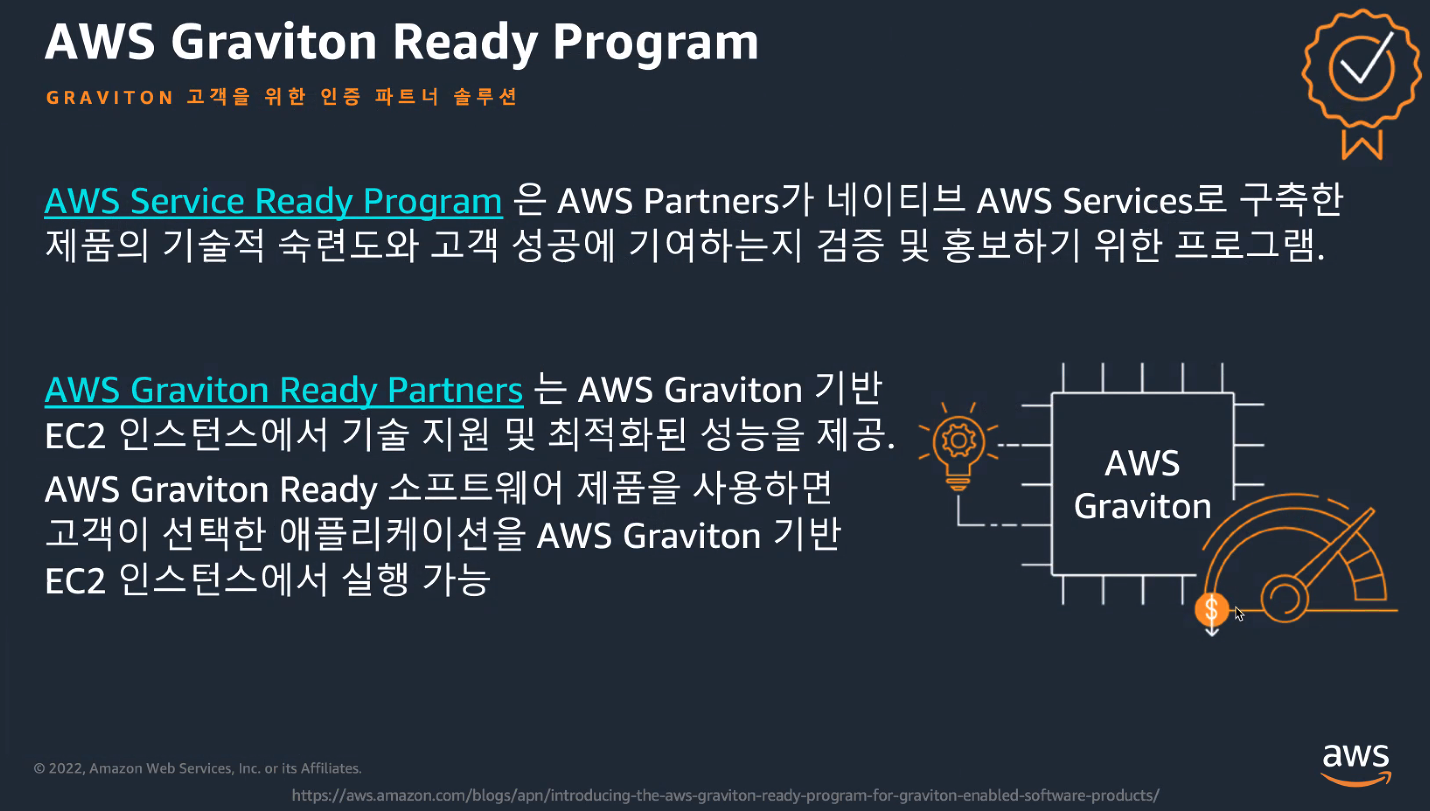 AWS Graviton Ready Program
GRAVITON 고객을 위한 인증 파트너 솔루션
AWS Service Ready Program 은 AWS Partners가 네이티브 AWS Services로 구축한
제품의 기술적 숙련도와 고객 성공에 기여하는지 검증 및 홍보하기 위한 프로그램.
AWS Graviton Ready Partners 는 AWS Graviton 기반
EC2 인스턴스에서 기술 지원 및 최적화된 성능을 제공.
AWS Graviton Ready 소프트웨어 제품을 사용하면
고객이 선택한 애플리케이션을 AWS Graviton 기반
EC2 인스턴스에서 실행 가능
AWS
Graviton
$
© 2022, Amazon Web Services, Inc. or its Affiliates.
aws
https://aws.amazon.com/blogs/apn/introducing-the-aws-graviton-ready-program-for-graviton-enabled-software-products/